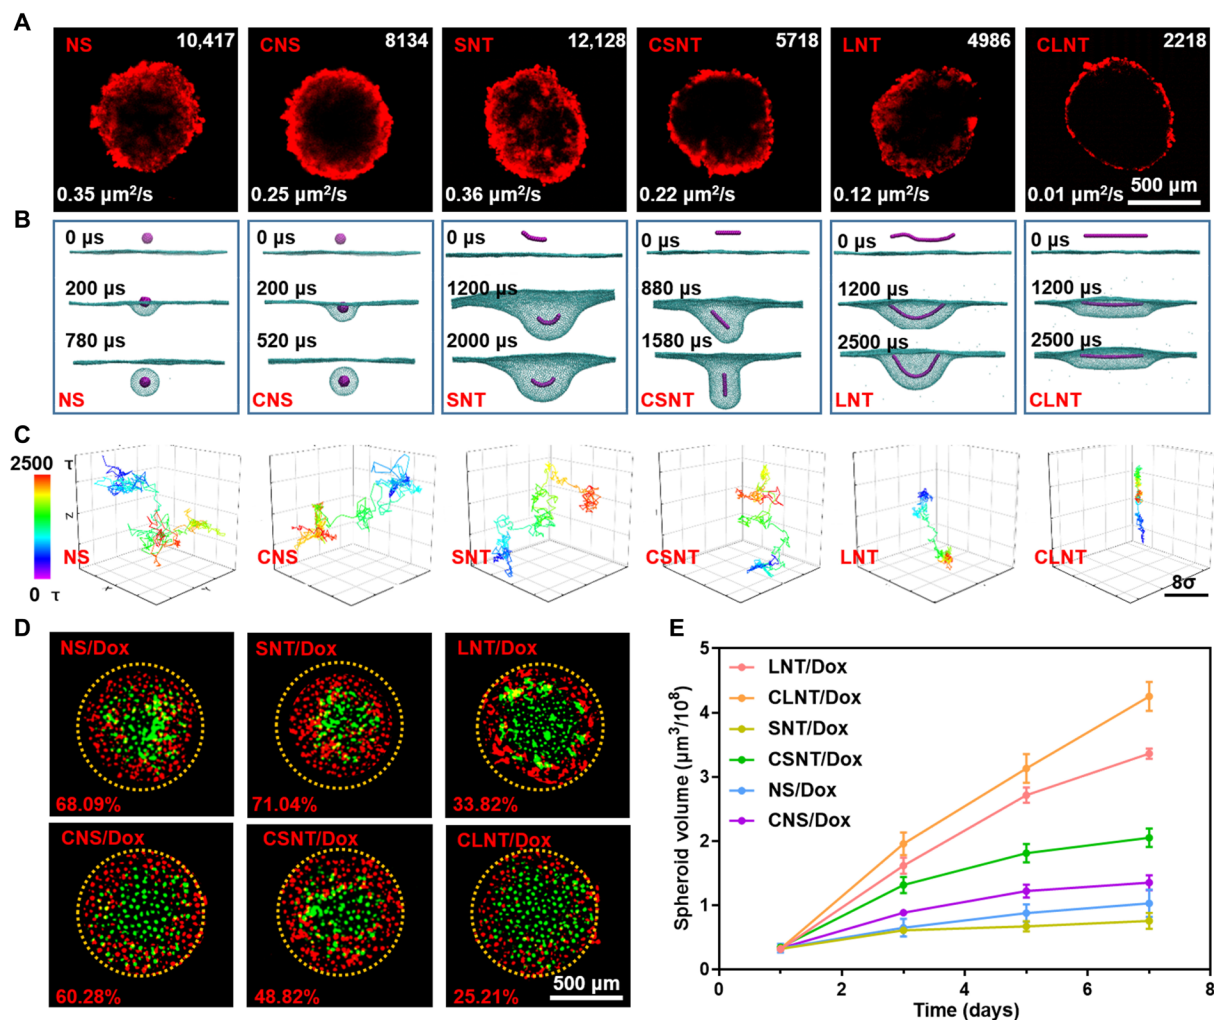 A
NS 10,417
CNS 8134
SNT 12,128
CSNT 5718
LNT 4986
CLNT 2218
0.35 μm²/s
0.25 μm²/s
0.36 μm²/s
0.22 μm²/s
0.12 μm²/s
0.01 μm²/s
500 μm
B
0 μs
200 μs
780 μs
NS
0 μs
200 μs
520 μs
CNS
0 μs
1200 μs
2000 μs
SNT
0 μs
880 μs
1580 μs
CSNT
0 μs
1200 μs
2500 μs
LNT
0 μs
1200 μs
2500 μs
CLNT
C
2500 τ
0 τ
z
NS
CNS
SNT
CSNT
LNT
CLNT
8σ
D
NS/Dox
68.09%
SNT/Dox
71.04%
LNT/Dox
33.82%
CNS/Dox
60.28%
CSNT/Dox
48.82%
CLNT/Dox
25.21%
500 μm
E
Spheroid volume (μm³/10⁸)
5
4
3
2
1
0
LNT/Dox
CLNT/Dox
SNT/Dox
CSNT/Dox
NS/Dox
CNS/Dox
0 2 4 6 8
Time (days)